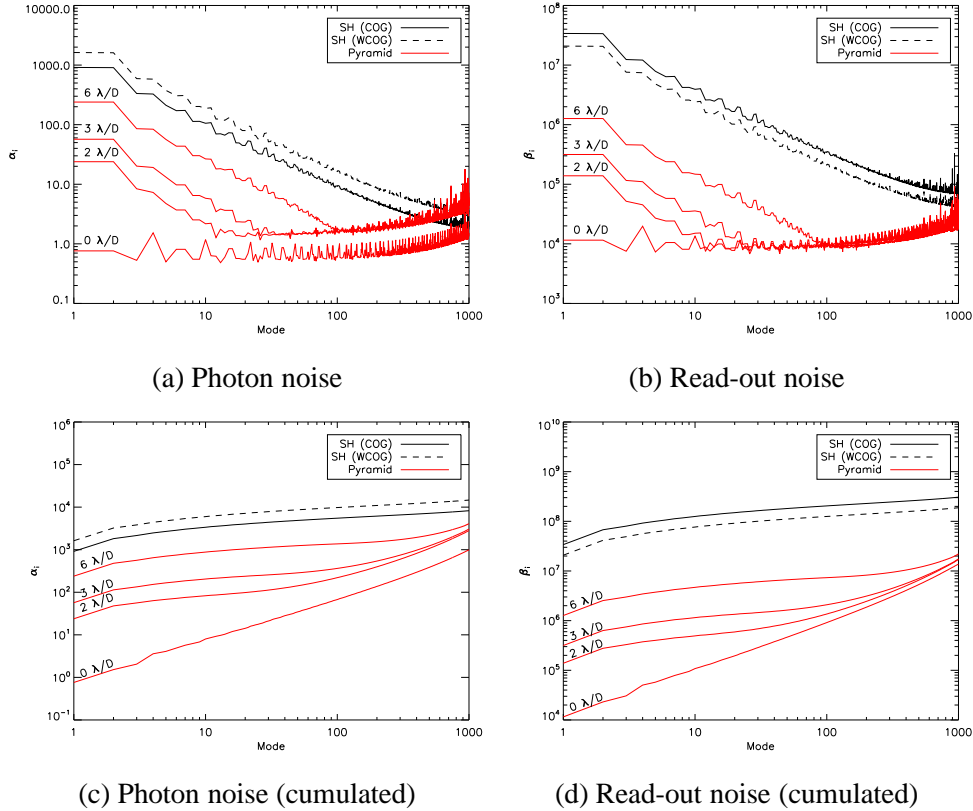 10000.0
1000.0
100.0
10.0
1.0
0.1
αi
SH (COG)
SH (WCOG)
Pyramid
6 λ/D
3 λ/D
2 λ/D
0 λ/D
1 10 100 1000
Mode
(a) Photon noise
10^8
10^7
10^6
10^5
10^4
10^3
βi
SH (COG)
SH (WCOG)
Pyramid
6 λ/D
3 λ/D
2 λ/D
0 λ/D
1 10 100 1000
Mode
(b) Read-out noise
10^6
10^5
10^4
10^3
10^2
10^1
10^0
10^-1
αi
SH (COG)
SH (WCOG)
Pyramid
6 λ/D
3 λ/D
2 λ/D
0 λ/D
1 10 100 1000
Mode
(c) Photon noise (cumulated)
10^10
10^9
10^8
10^7
10^6
10^5
10^4
βi
SH (COG)
SH (WCOG)
Pyramid
6 λ/D
3 λ/D
2 λ/D
0 λ/D
1 10 100 1000
Mode
(d) Read-out noise (cumulated)